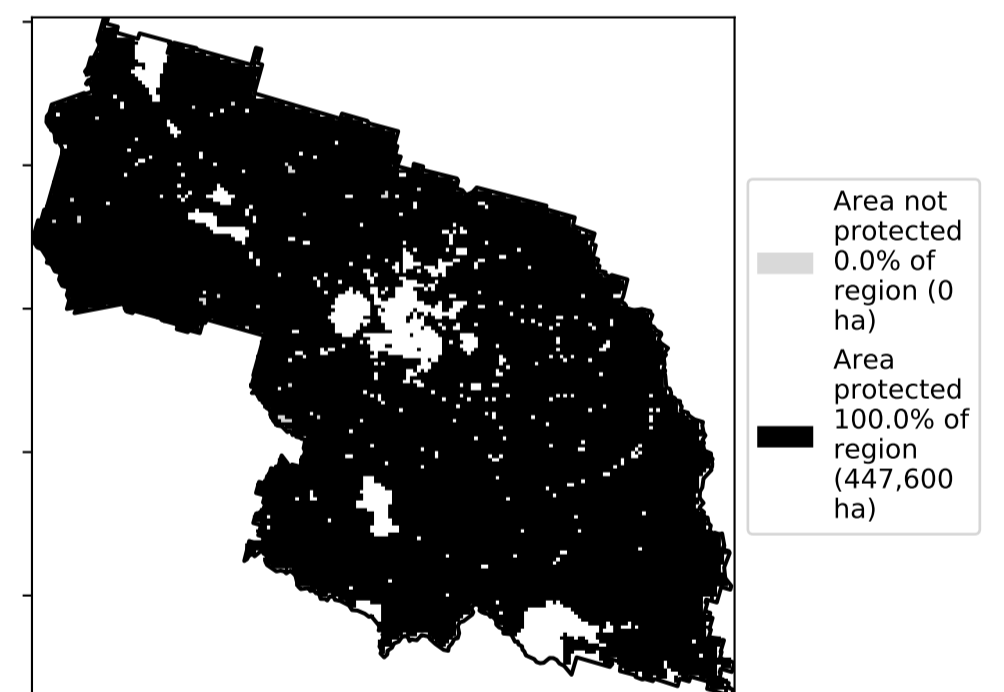 Area not
protected
0.0% of
region (0
ha)
Area
protected
100.0% of
region
(447,600
ha)